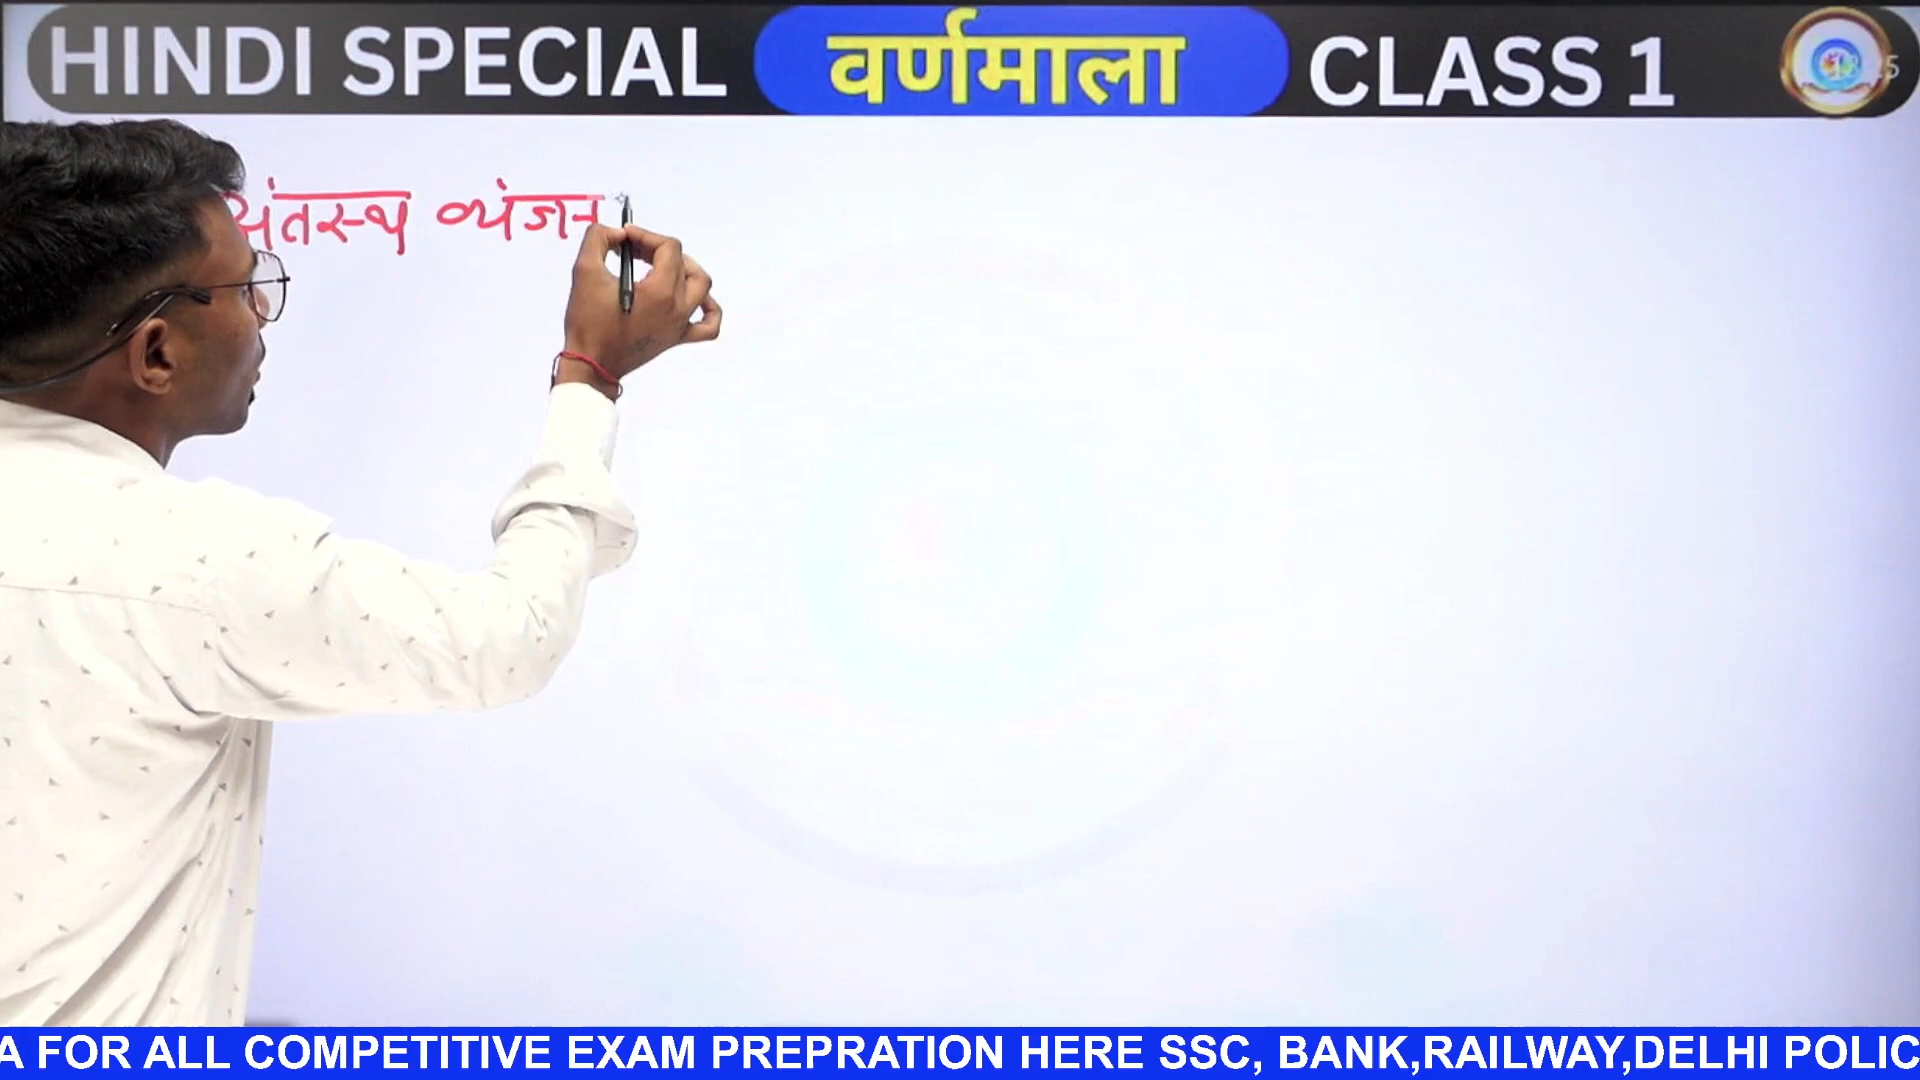 HINDI SPECIAL वर्णमाला CLASS 1
अंतस्थ व्यंजन
A FOR ALL COMPETITIVE EXAM PREPRATION HERE SSC, BANK,RAILWAY,DELHI POLIC